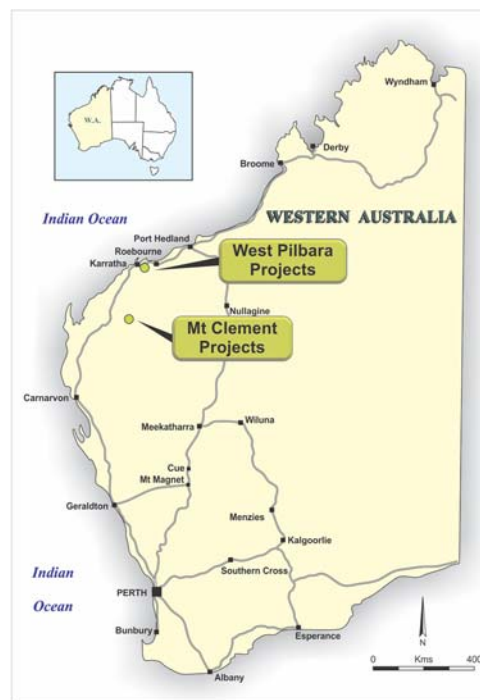 W.A.
Wyndham
Derby
Broome
Indian Ocean
WESTERN AUSTRALIA
Port Hedland
Roebourne
Karratha
West Pilbara
Projects
Nullagine
Mt Clement
Projects
Carnarvon
Meekatharra
Wiluna
Cue
Mt Magnet
Geraldton
Menzies
Kalgoorlie
Southern Cross
Indian
Ocean
PERTH
Bunbury
Esperance
Albany
N
0 Kms 400